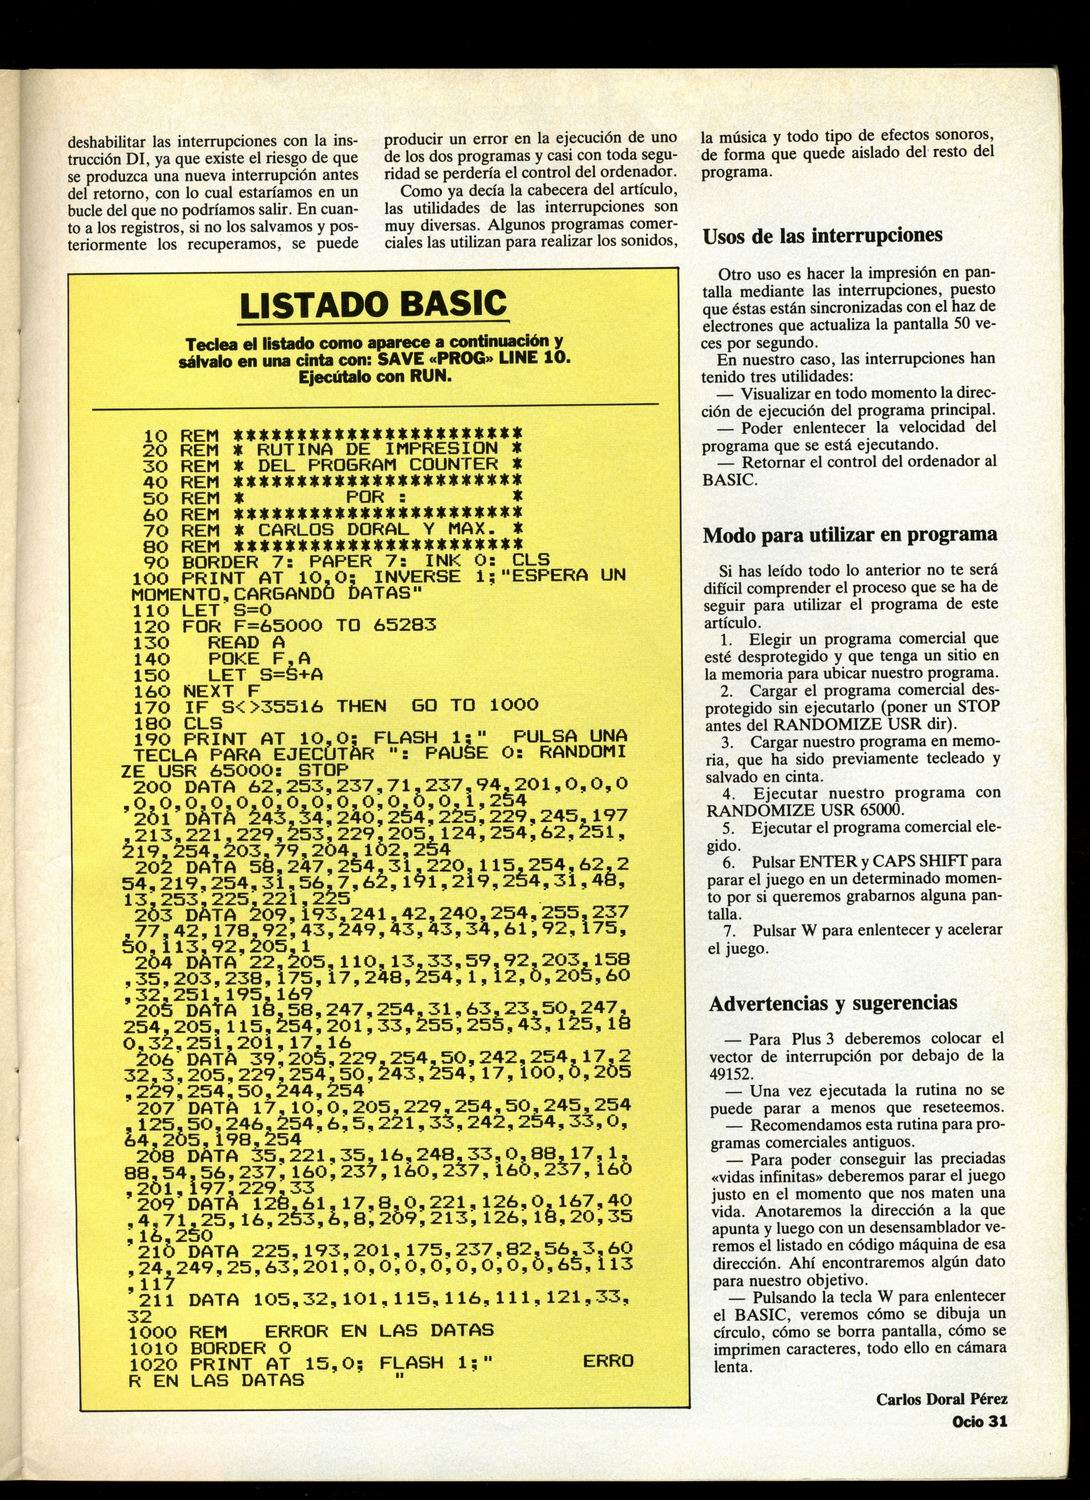 deshabilitar las interrupciones con la ins-
trucción DI, ya que existe el riesgo de que
se produzca una nueva interrupción antes
del retorno, con lo cual estaríamos en un
bucle del que no podríamos salir. En cuan-
to a los registros, si no los salvamos y pos-
teriormente los recuperamos, se puede
producir un error en la ejecución de uno
de los dos programas y casi con toda segu-
ridad se perdería el control del ordenador.
Como ya decía la cabecera del artículo,
las utilidades de las interrupciones son
muy diversas. Algunos programas comer-
ciales las utilizan para realizar los sonidos,
LISTADO BASIC
Teclea el listado como aparece a continuación y
sálvalo en una cinta con: SAVE «PROG» LINE 10.
Ejecútalo con RUN.
10 REM ***********************
20 REM * RUTINA DE IMPRESION *
30 REM * DEL PROGRAM COUNTER *
40 REM ***********************
50 REM * POR : *
60 REM ***********************
70 REM * CARLOS DORAL Y MAX. *
80 REM ***********************
90 BORDER 7: PAPER 7: INK 0: CLS
100 PRINT AT 10,0; INVERSE 1;"ESPERA UN
MOMENTO,CARGANDO DATAS"
110 LET S=0
120 FOR F=65000 TO 65283
130 READ A
140 POKE F,A
150 LET S=S+A
160 NEXT F
170 IF S<>35516 THEN GO TO 1000
180 CLS
190 PRINT AT 10,0; FLASH 1;" PULSA UNA
TECLA PARA EJECUTAR ": PAUSE 0: RANDOMI
ZE USR 65000: STOP
200 DATA 62,253,237,71,237,94,201,0,0,0
,0,0,0,0,0,0,0,0,0,0,0,0,0,1,254
201 DATA 243,34,240,254,225,229,245,197
,213,221,229,253,229,205,124,254,62,251,
219,254,203,79,204,102,254
202 DATA 58,247,254,31,220,115,254,62,2
54,219,254,31,56,7,62,191,219,254,31,48,
13,253,225,221,225
203 DATA 209,193,241,42,240,254,255,237
,77,42,178,92,43,249,43,43,34,61,92,175,
50,113,92,205,1
204 DATA 22,205,110,13,33,59,92,203,158
,35,203,238,175,17,248,254,1,12,0,205,60
,32,251,195,169
205 DATA 18,58,247,254,31,63,23,50,247,
254,205,115,254,201,33,255,255,43,125,18
0,32,251,201,17,16
206 DATA 39,205,229,254,50,242,254,17,2
32,3,205,229,254,50,243,254,17,100,0,205
,229,254,50,244,254
207 DATA 17,10,0,205,229,254,50,245,254
,125,50,246,254,6,5,221,33,242,254,33,0,
64,205,198,254
208 DATA 35,221,35,16,248,33,0,88,17,1,
88,54,56,237,160,237,160,237,160,237,160
,201,197,229,33
209 DATA 128,61,17,8,0,221,126,0,167,40
,4,71,25,16,253,6,8,209,213,126,18,20,35
,16,250
210 DATA 225,193,201,175,237,82,56,3,60
,24,249,25,63,201,0,0,0,0,0,0,0,0,65,113
,117
211 DATA 105,32,101,115,116,111,121,33,
32
1000 REM ERROR EN LAS DATAS
1010 BORDER 0
1020 PRINT AT 15,0; FLASH 1;" ERRO
R EN LAS DATAS "
la música y todo tipo de efectos sonoros,
de forma que quede aislado del resto del
programa.
Usos de las interrupciones
Otro uso es hacer la impresión en pan-
talla mediante las interrupciones, puesto
que éstas están sincronizadas con el haz de
electrones que actualiza la pantalla 50 ve-
ces por segundo.
En nuestro caso, las interrupciones han
tenido tres utilidades:
— Visualizar en todo momento la direc-
ción de ejecución del programa principal.
— Poder enlentecer la velocidad del
programa que se está ejecutando.
— Retornar el control del ordenador al
BASIC.
Modo para utilizar en programa
Si has leído todo lo anterior no te será
difícil comprender el proceso que se ha de
seguir para utilizar el programa de este
artículo.
1. Elegir un programa comercial que
esté desprotegido y que tenga un sitio en
la memoria para ubicar nuestro programa.
2. Cargar el programa comercial des-
protegido sin ejecutarlo (poner un STOP
antes del RANDOMIZE USR dir).
3. Cargar nuestro programa en memo-
ria, que ha sido previamente tecleado y
salvado en cinta.
4. Ejecutar nuestro programa con
RANDOMIZE USR 65000.
5. Ejecutar el programa comercial ele-
gido.
6. Pulsar ENTER y CAPS SHIFT para
parar el juego en un determinado momen-
to por si queremos grabarnos alguna pan-
talla.
7. Pulsar W para enlentecer y acelerar
el juego.
Advertencias y sugerencias
— Para Plus 3 deberemos colocar el
vector de interrupción por debajo de la
49152.
— Una vez ejecutada la rutina no se
puede parar a menos que reseteemos.
— Recomendamos esta rutina para pro-
gramas comerciales antiguos.
— Para poder conseguir las preciadas
«vidas infinitas» deberemos parar el juego
justo en el momento que nos maten una
vida. Anotaremos la dirección a la que
apunta y luego con un desensamblador ve-
remos el listado en código máquina de esa
dirección. Ahí encontraremos algún dato
para nuestro objetivo.
— Pulsando la tecla W para enlentecer
el BASIC, veremos cómo se dibuja un
círculo, cómo se borra pantalla, cómo se
imprimen caracteres, todo ello en cámara
lenta.
Carlos Doral Pérez
Ocio 31